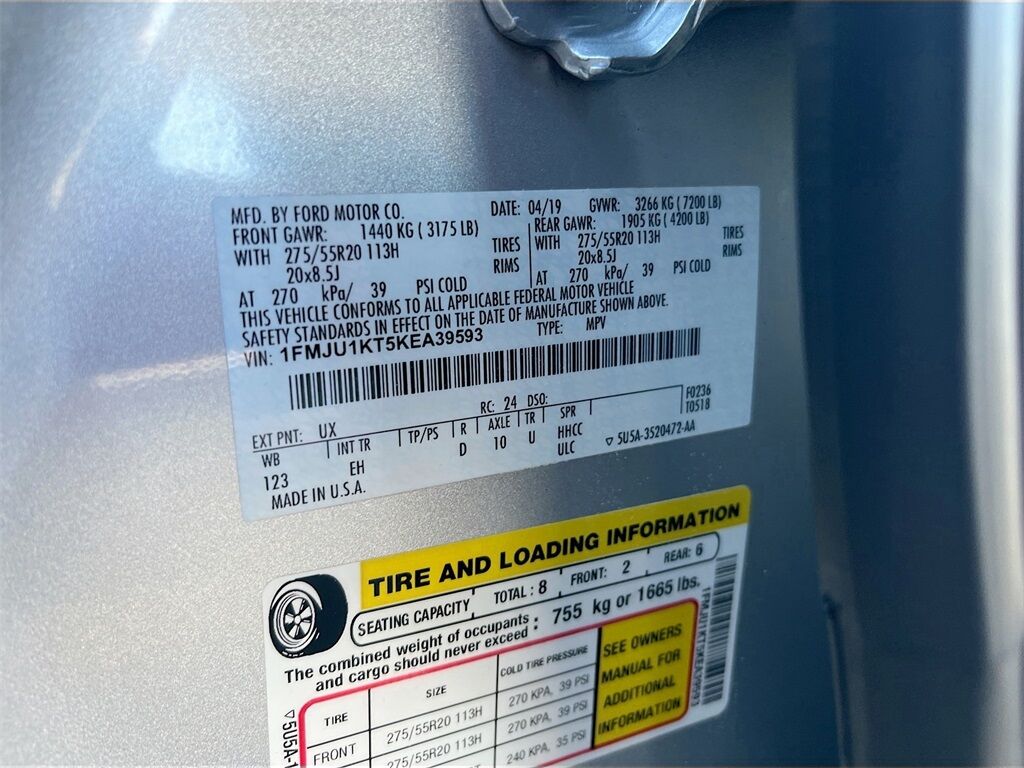 MFD. BY FORD MOTOR CO. DATE: 04/19 GVWR: 3266 KG ( 7200 LB)
FRONT GAWR: 1440 KG ( 3175 LB) REAR GAWR: 1905 KG ( 4200 LB)
WITH 275/55R20 113H TIRES WITH 275/55R20 113H TIRES
20x8.5J RIMS 20x8.5J RIMS
AT 270 kPa/ 39 PSI COLD AT 270 kPa/ 39 PSI COLD
THIS VEHICLE CONFORMS TO ALL APPLICABLE FEDERAL MOTOR VEHICLE
SAFETY STANDARDS IN EFFECT ON THE DATE OF MANUFACTURE SHOWN ABOVE.
VIN: 1FMJU1KT5KEA39593 TYPE: MPV
F0236
T0518
EXT PNT: UX RC: 24 DSO:
WB INT TR TP/PS R AXLE TR SPR
123 EH D 10 U HHCC
ULC
▽ 5U5A-3520472-AA
MADE IN U.S.A.
TIRE AND LOADING INFORMATION
SEATING CAPACITY TOTAL : 8 FRONT: 2 REAR: 6
The combined weight of occupants
and cargo should never exceed : 755 kg or 1665 lbs.
TIRE SIZE COLD TIRE PRESSURE
FRONT 275/55R20 113H 270 KPA, 39 PSI
275/55R20 113H 270 KPA, 39 PSI
240 KPA, 35 PSI
SEE OWNERS
MANUAL FOR
ADDITIONAL
INFORMATION
1FMJU1KT5KEA39593
▽ 5U5A-1